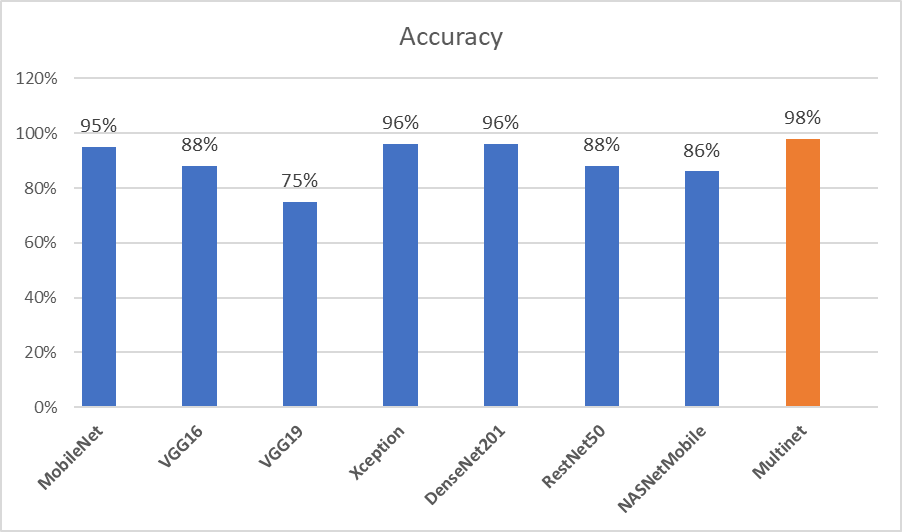 Accuracy
120%
100%
80%
60%
40%
20%
0%
95%
88%
75%
96%
96%
88%
86%
98%
MobileNet
VGG16
VGG19
Xception
DenseNet201
RestNet50
NASNetMobile
Multinet